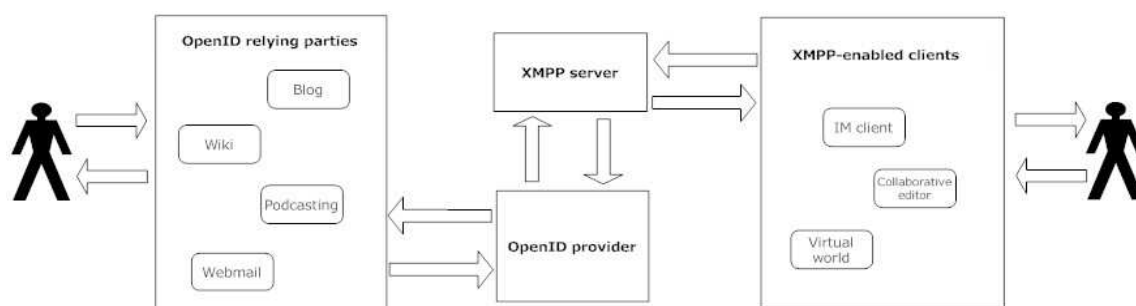 OpenID relying parties
Blog
Wiki
Podcasting
Webmail
XMPP server
OpenID provider
XMPP-enabled clients
IM client
Collaborative
editor
Virtual
world